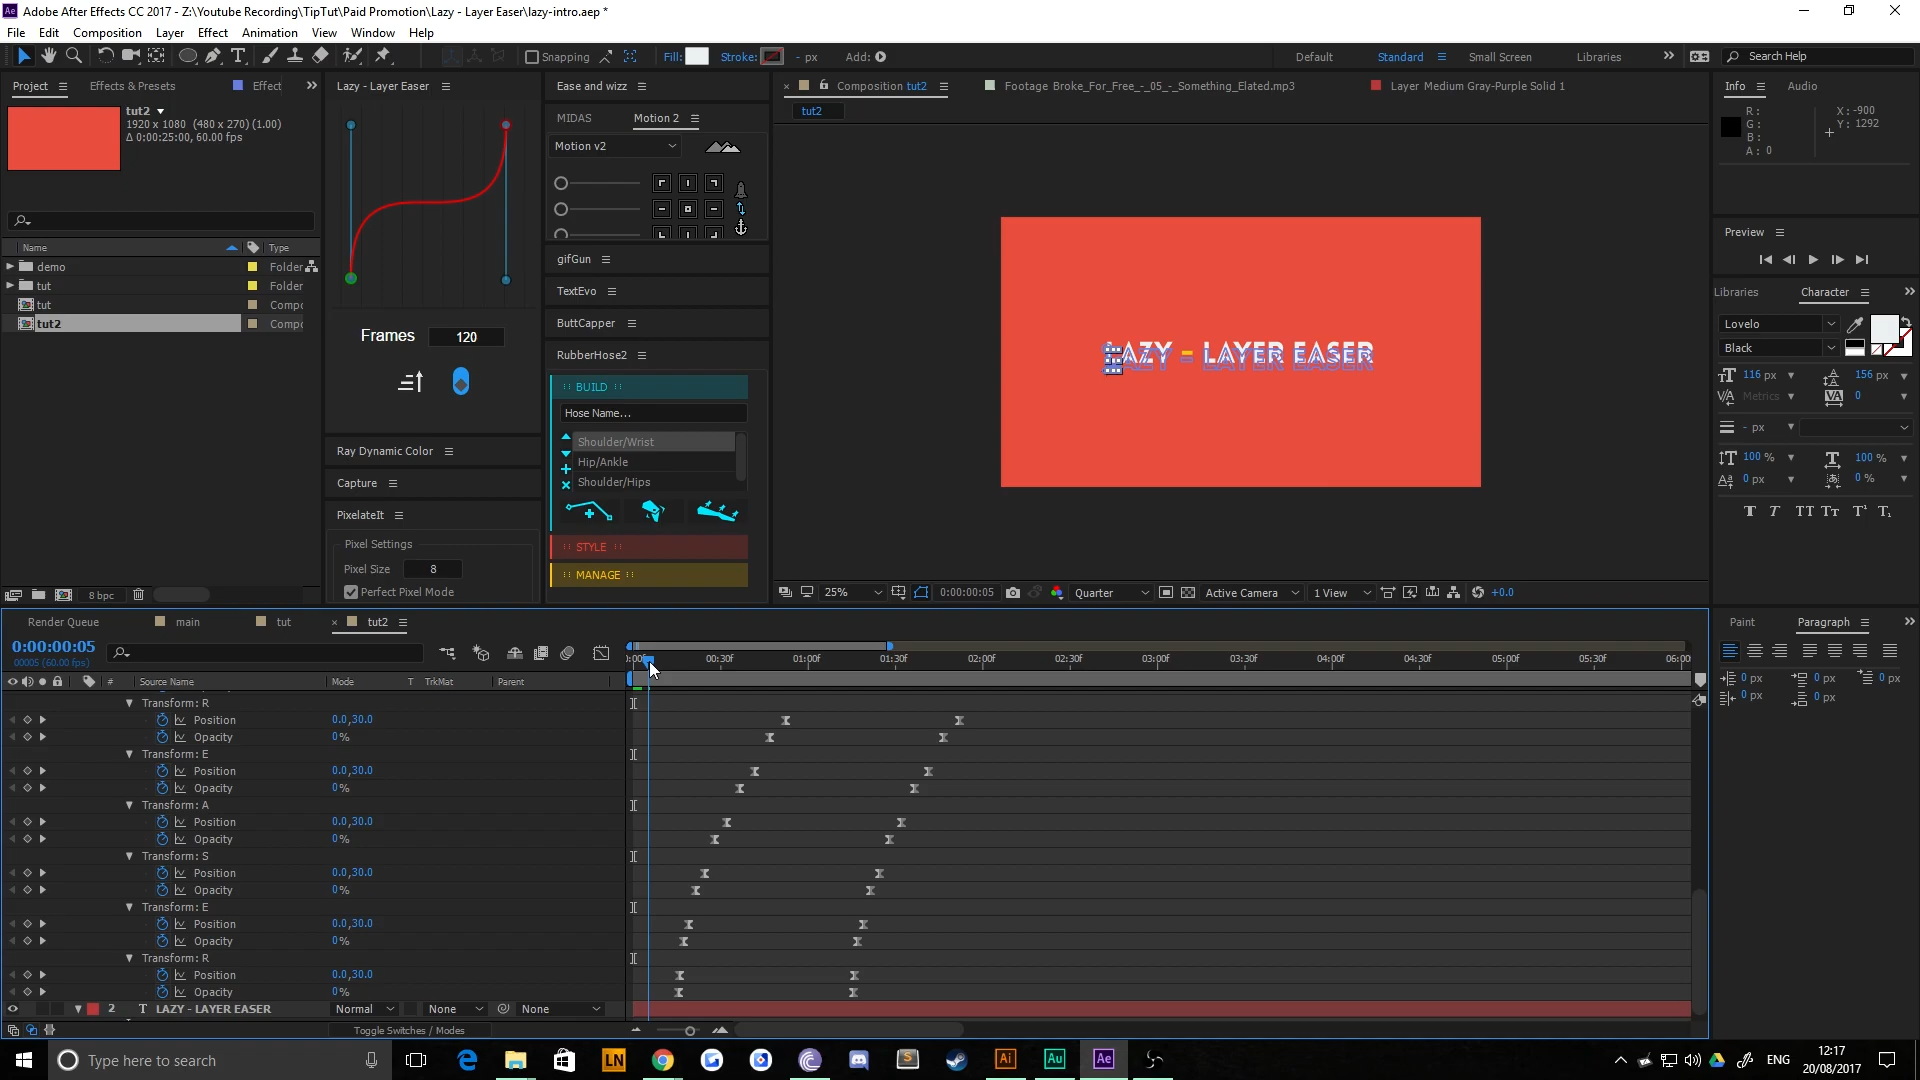 Adobe After Effects CC 2017 - Z:\Youtube Recording\TipTut\Paid Promotion\Lazy - Layer Easer\lazy-intro.aep *
File Edit Composition Layer Effect Animation View Window Help
Snapping Fill: Stroke: - px Add: Default Standard Small Screen Libraries Search Help
Project Effects & Presets Effect
tut2
1920 x 1080 (480 x 270) (1.00)
Δ 0:00:25:00, 60.00 fps
Name Type
demo Folder
tut Folder
tut Compc
tut2 Compc
8 bpc
Lazy - Layer Easer
Frames 120
Ray Dynamic Color
Capture
PixelateIt
Pixel Settings
Pixel Size 8
Perfect Pixel Mode
Ease and wizz
MIDAS Motion 2
Motion v2
gifGun
TextEvo
ButtCapper
RubberHose2
:: BUILD ::
Hose Name...
Shoulder/Wrist
Hip/Ankle
Shoulder/Hips
:: STYLE ::
:: MANAGE ::
Composition tut2 Footage Broke_For_Free_-_05_-_Something_Elated.mp3 Layer Medium Gray-Purple Solid 1
tut2
LAZY - LAYER EASER
25% 0:00:00:05 Quarter Active Camera 1 View +0.0
Info Audio
R: X: -900
G: Y: 1292
B:
A: 0
Preview
Libraries Character
Lovelo
Black
116 px 156 px
Metrics 0
- px
100 % 100 %
0 px 0 %
T T TT Tт T¹ T₁
Paint Paragraph
0 px 0 px 0 px
0 px 0 px
Render Queue main tut tut2
0:00:00:05
00005 (60.00 fps)
:00f 00:30f 01:00f 01:30f 02:00f 02:30f 03:00f 03:30f 04:00f 04:30f 05:00f 05:30f 06:00
# Source Name Mode T TrkMat Parent
Transform: R
Position 0.0,30.0
Opacity 0%
Transform: E
Position 0.0,30.0
Opacity 0%
Transform: A
Position 0.0,30.0
Opacity 0%
Transform: S
Position 0.0,30.0
Opacity 0%
Transform: E
Position 0.0,30.0
Opacity 0%
Transform: R
Position 0.0,30.0
Opacity 0%
2 T LAZY - LAYER EASER Normal None None
Toggle Switches / Modes
Type here to search
LN S Ai Au Ae
ENG 12:17
20/08/2017